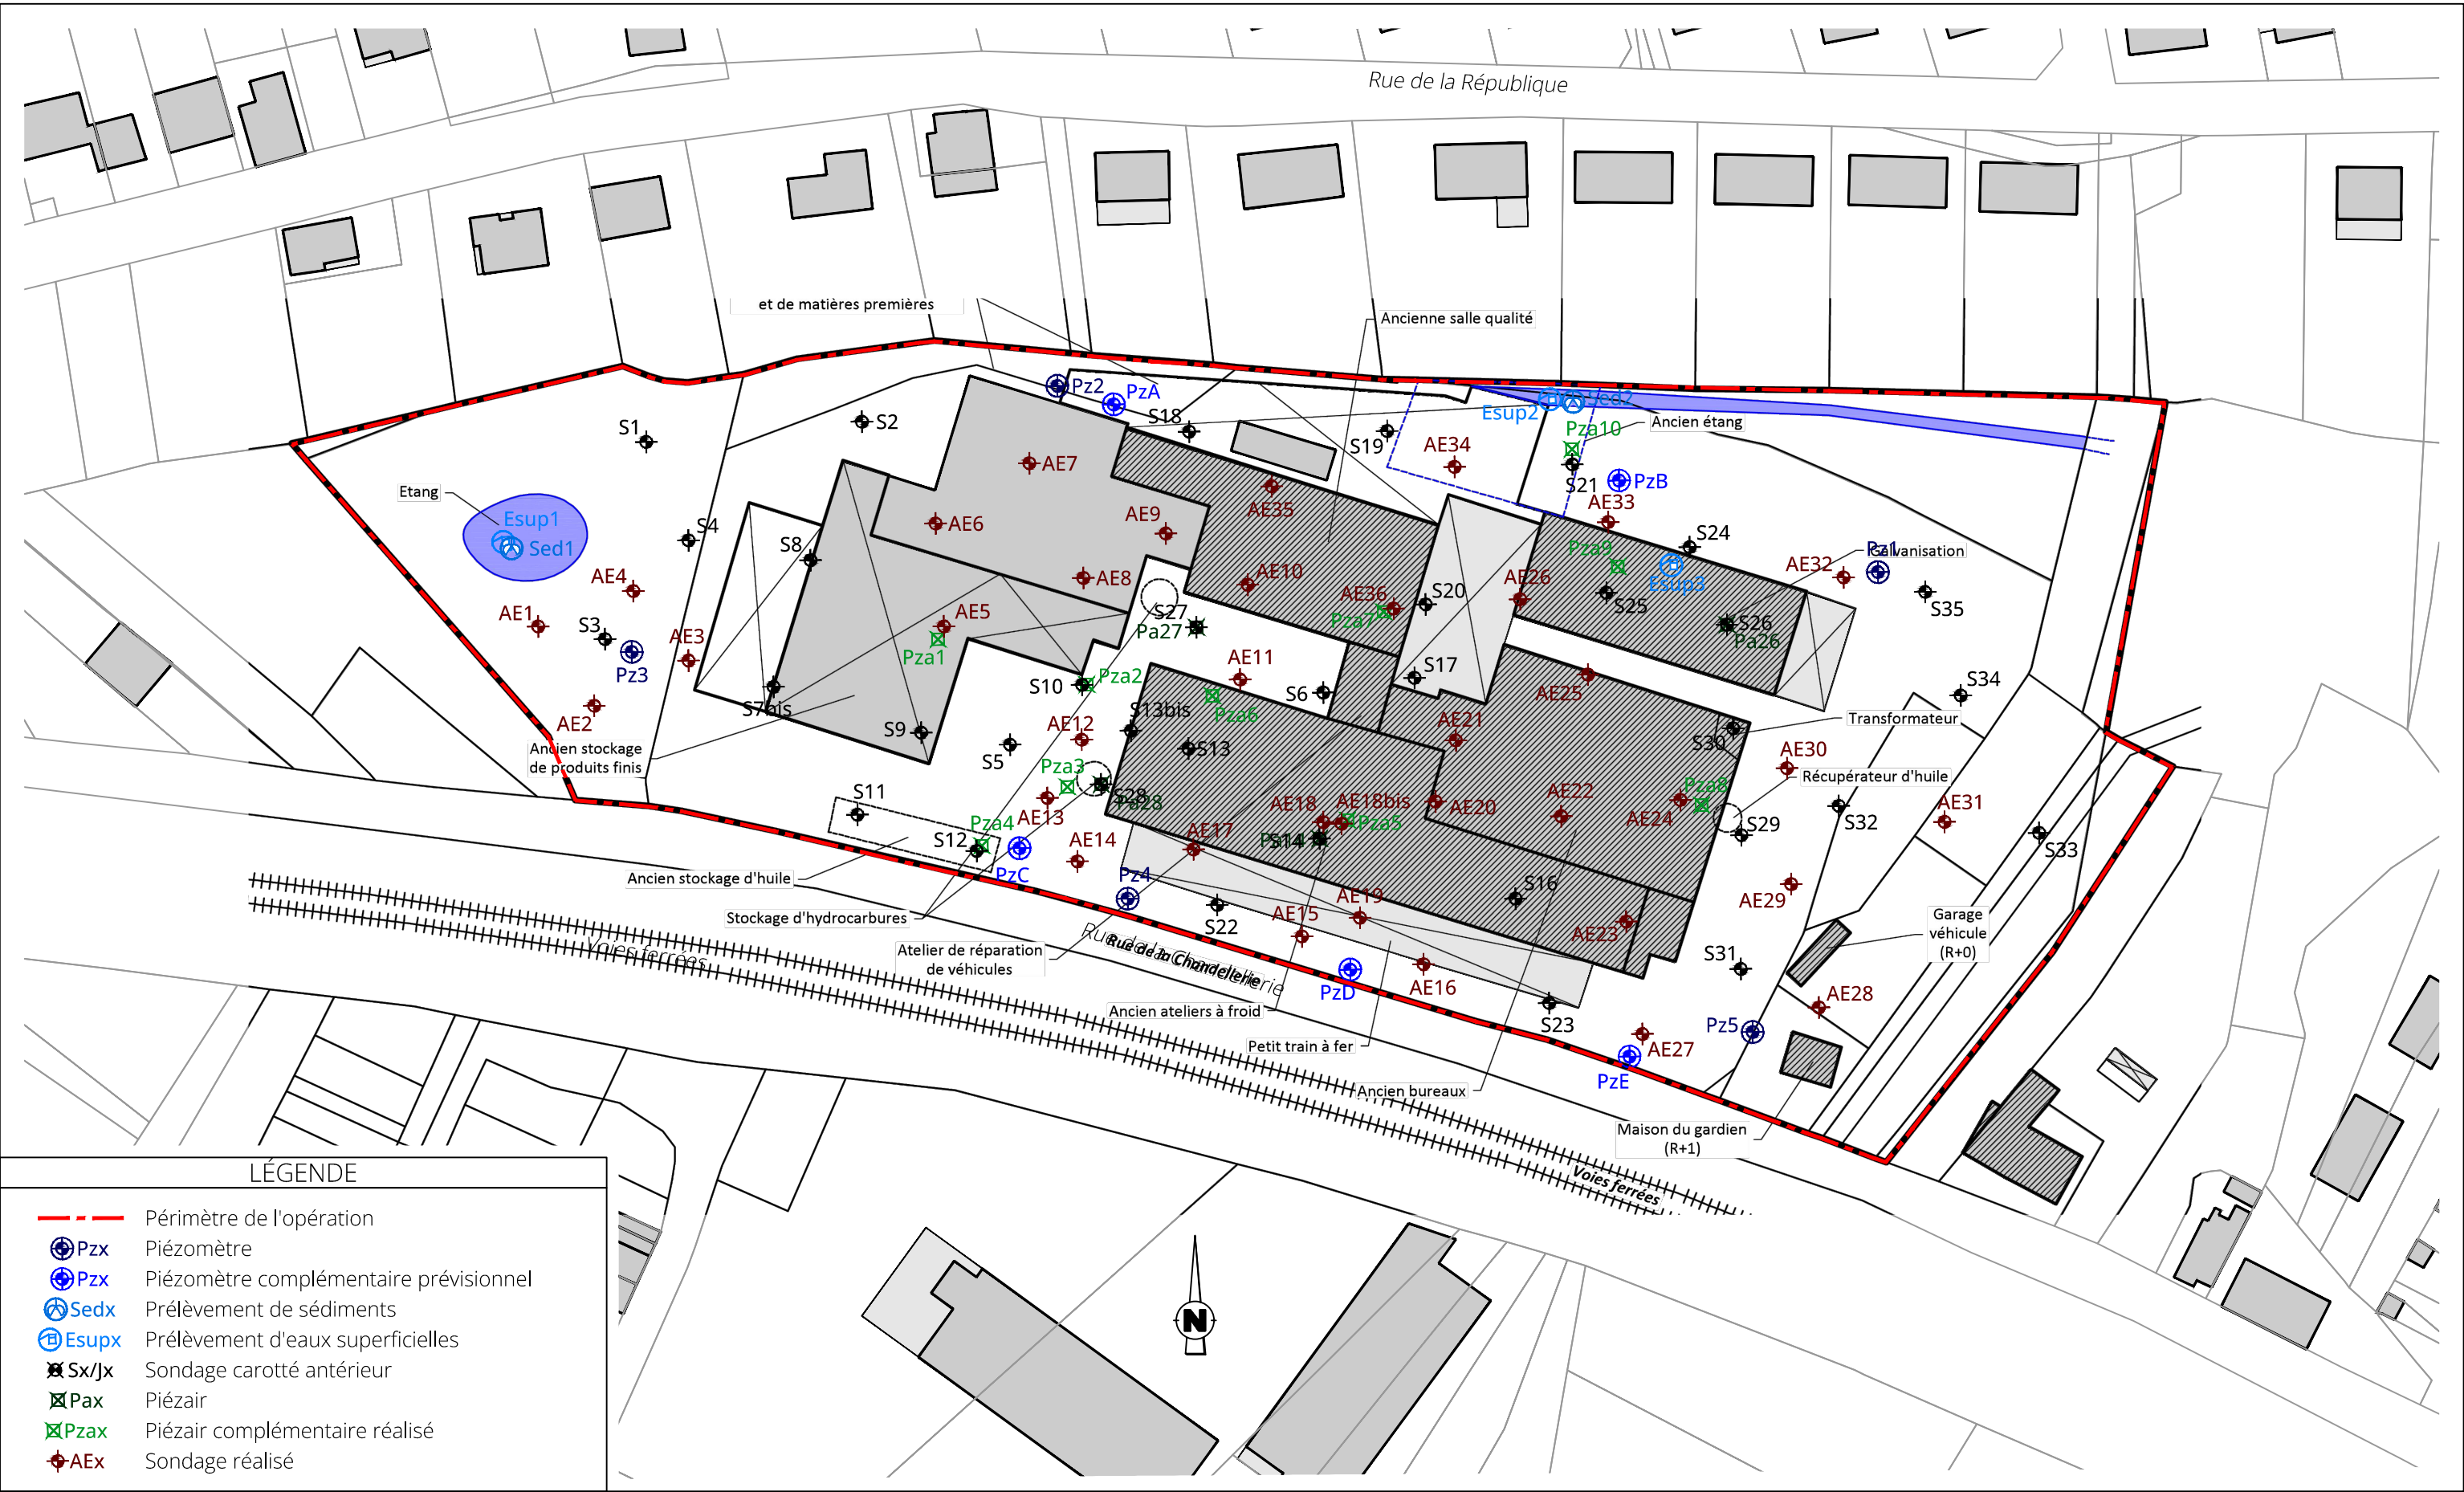 Rue de la République
et de matières premières
Ancienne salle qualité
Pz2
PzA
S18
S1
S2
S19
Esup2
Sed2
Pza10
Ancien étang
AE34
AE7
S21
PzB
Etang
Esup1
Sed1
AE35
AE33
AE6
AE9
S4
S8
S24
Pz1
Galvanisation
Pza9
AE32
Esup3
AE4
AE8
AE10
AE36
AE26
S20
S25
S35
AE1
S3
AE5
S27
Pa27
Pza7
S26
Pa26
AE3
Pza1
Pz3
AE11
S17
S10
Pza2
S6
AE25
S34
AE2
S7bis
S13bis
Pza6
AE21
Transformateur
S9
AE12
S13
S30
Ancien stockage
de produits finis
S5
AE30
Pza3
Récupérateur d'huile
S11
S28
Pa28
Pza8
AE13
AE18
AE18bis
AE20
AE22
AE24
AE31
Pza4
Pza5
S29
S32
S12
AE14
AE17
S14
S33
PzC
Pz4
Ancien stockage d'huile
S16
AE29
AE19
Stockage d'hydrocarbures
AE15
S22
AE23
Garage
véhicule
(R+0)
Voies ferrées
Rue de la Chandellerie
Rue de la Chandellerie
Atelier de réparation
de véhicules
S31
PzD
AE16
AE28
Ancien ateliers à froid
S23
Pz5
Petit train à fer
AE27
PzE
Ancien bureaux
Maison du gardien
(R+1)
Voies ferrées
LÉGENDE
Périmètre de l'opération
Pzx Piézomètre
Pzx Piézomètre complémentaire prévisionnel
Sedx Prélèvement de sédiments
Esupx Prélèvement d'eaux superficielles
Sx/Jx Sondage carotté antérieur
Pax Piézair
Pzax Piézair complémentaire réalisé
AEx Sondage réalisé
N